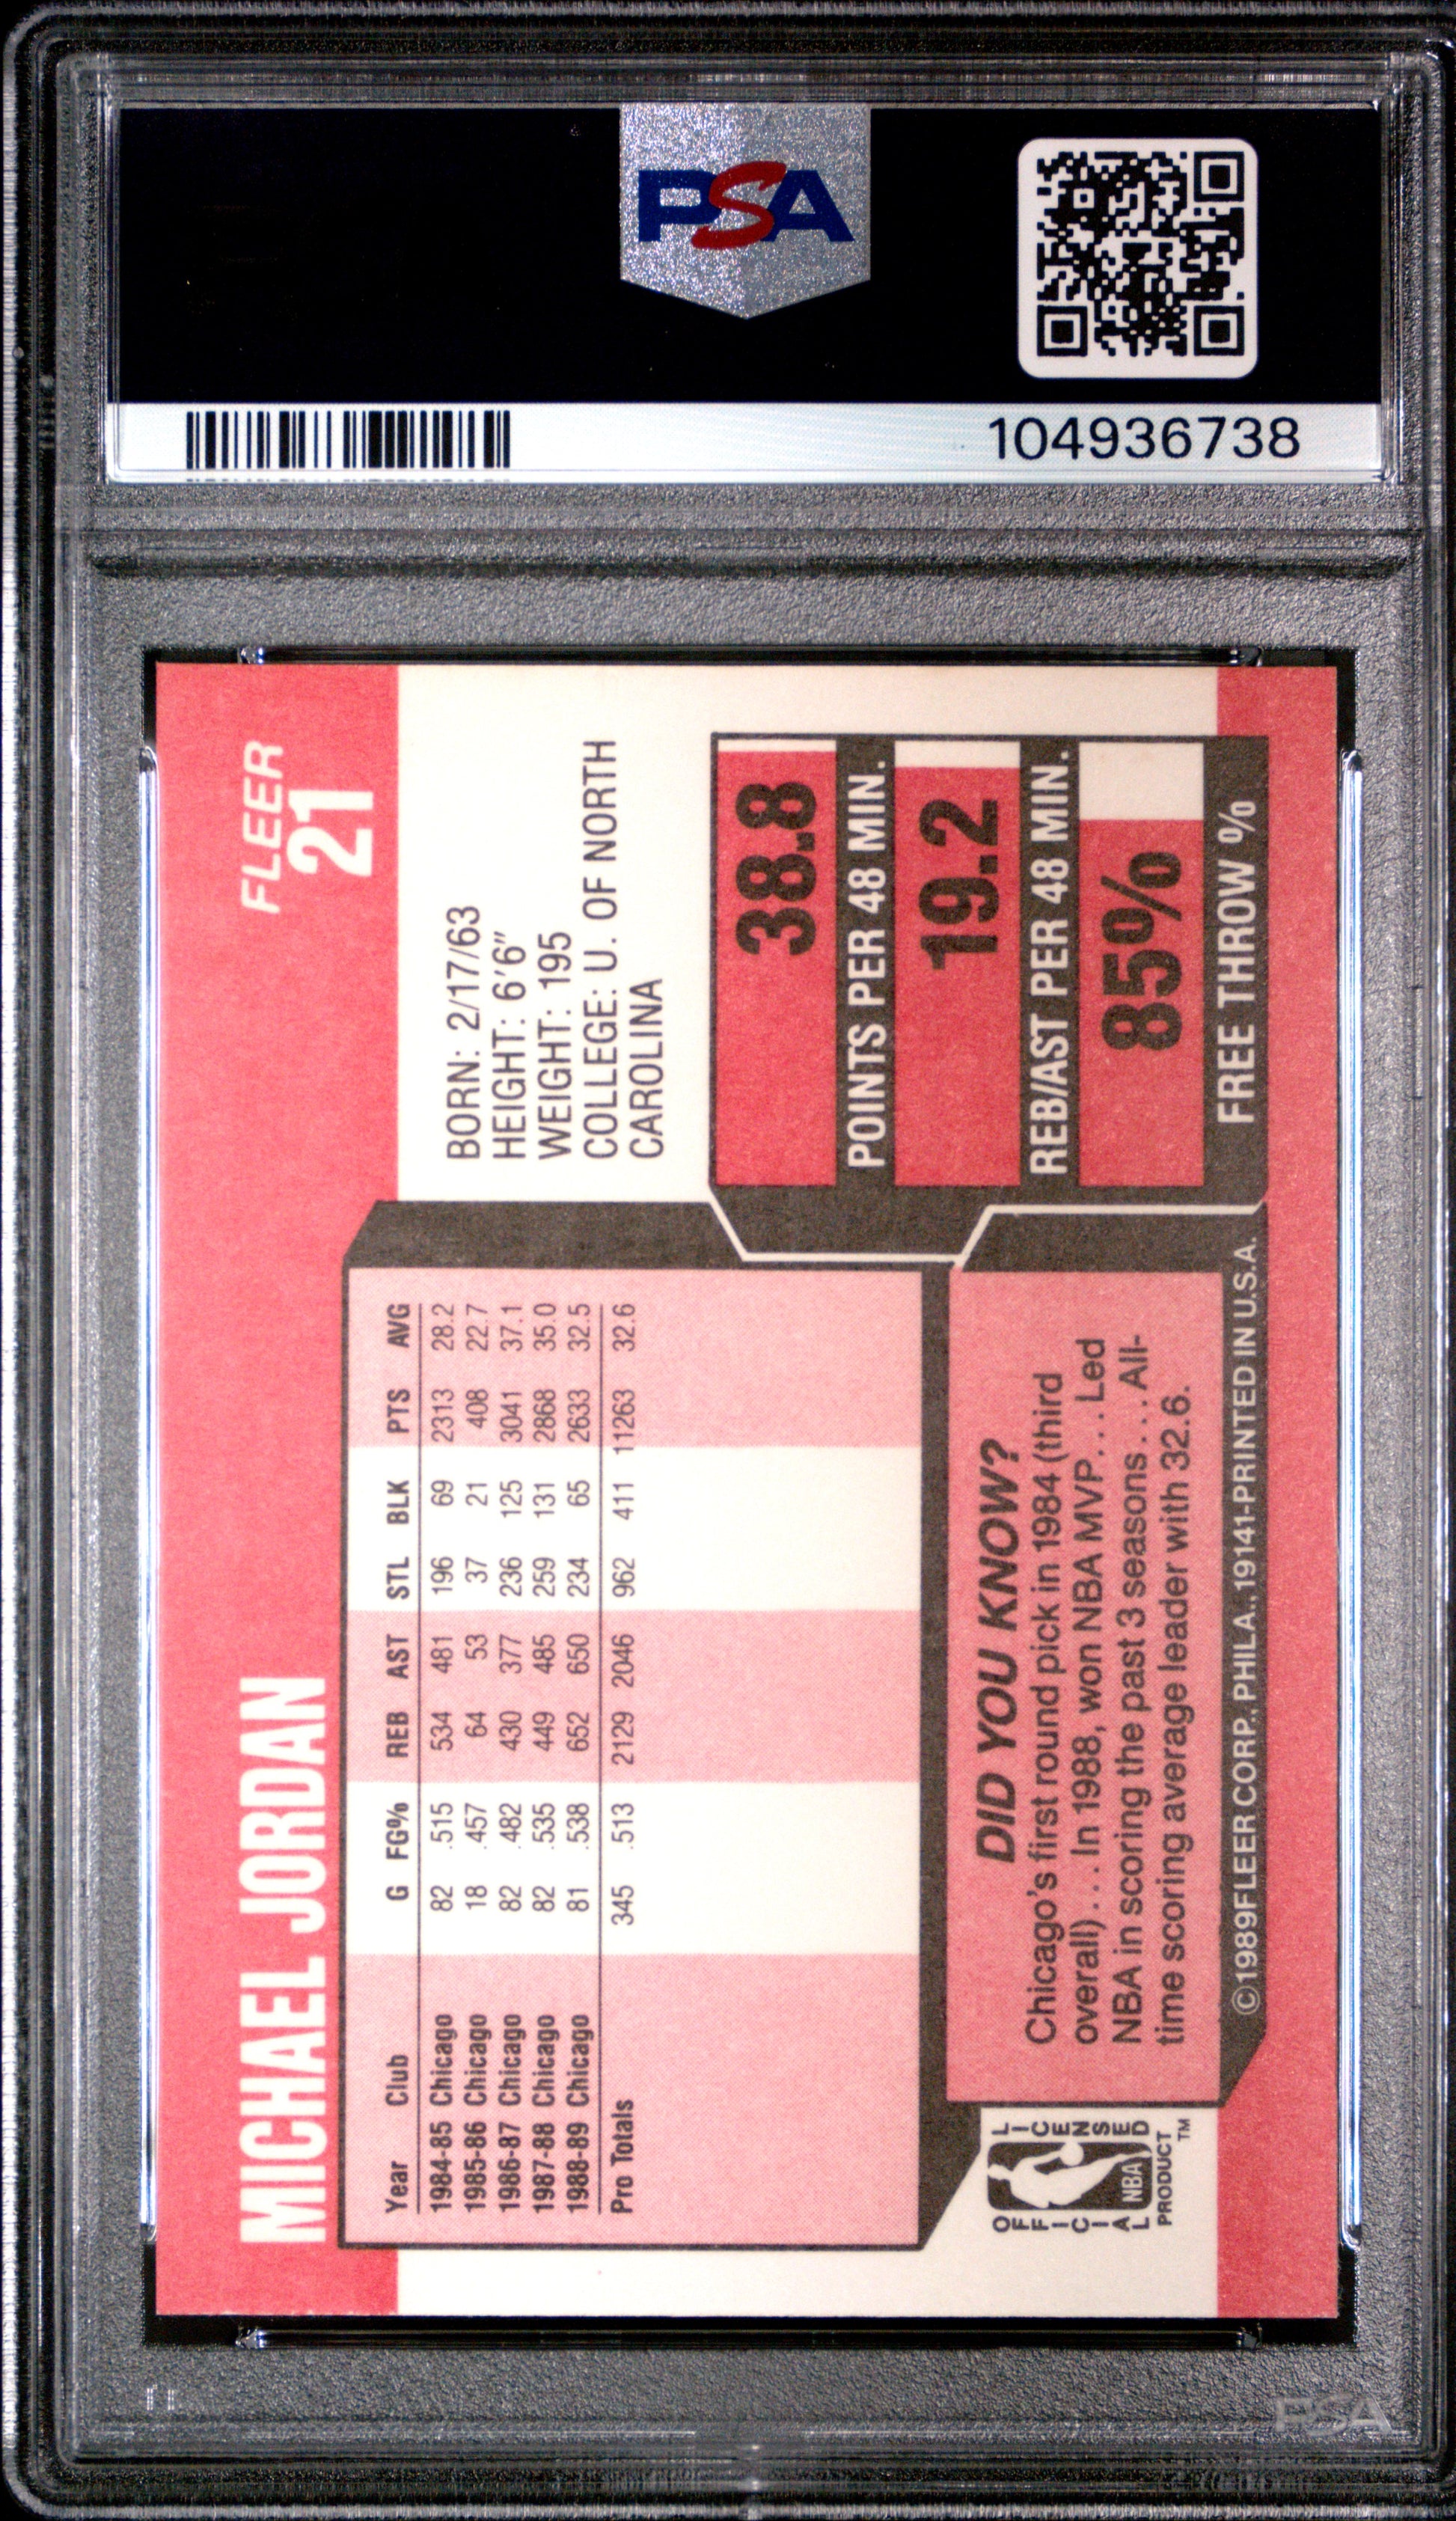 PSA
104936738
MICHAEL JORDAN
FLEER
21
Year Club G FG% REB AST STL BLK PTS AVG
1984-85 Chicago 82 .515 534 481 196 69 2313 28.2
1985-86 Chicago 18 .457 64 53 37 21 408 22.7
1986-87 Chicago 82 .482 430 377 236 125 3041 37.1
1987-88 Chicago 82 .535 449 485 259 131 2868 35.0
1988-89 Chicago 81 .538 652 650 234 65 2633 32.5
Pro Totals 345 .513 2129 2046 962 411 11263 32.6
BORN: 2/17/63
HEIGHT: 6'6"
WEIGHT: 195
COLLEGE: U. OF NORTH
CAROLINA
38.8
POINTS PER 48 MIN.
19.2
REB/AST PER 48 MIN.
85%
FREE THROW %
DID YOU KNOW?
Chicago's first round pick in 1984 (third
overall) . . . In 1988, won NBA MVP . . . Led
NBA in scoring the past 3 seasons . . . All-
time scoring average leader with 32.6.
OFFICIAL LICENSED
NBA
PRODUCT
TM
©1989 FLEER CORP., PHILA., 19141-PRINTED IN U.S.A.
PSA